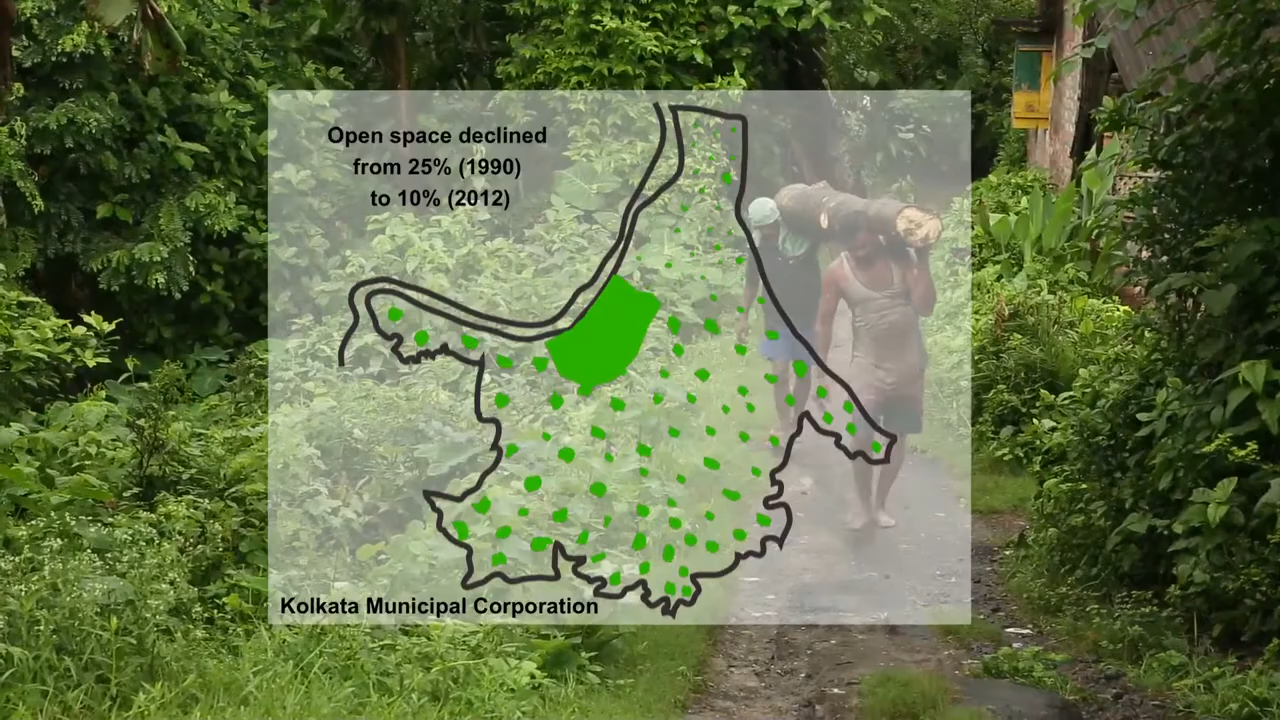 Open space declined
from 25% (1990)
to 10% (2012)
Kolkata Municipal Corporation